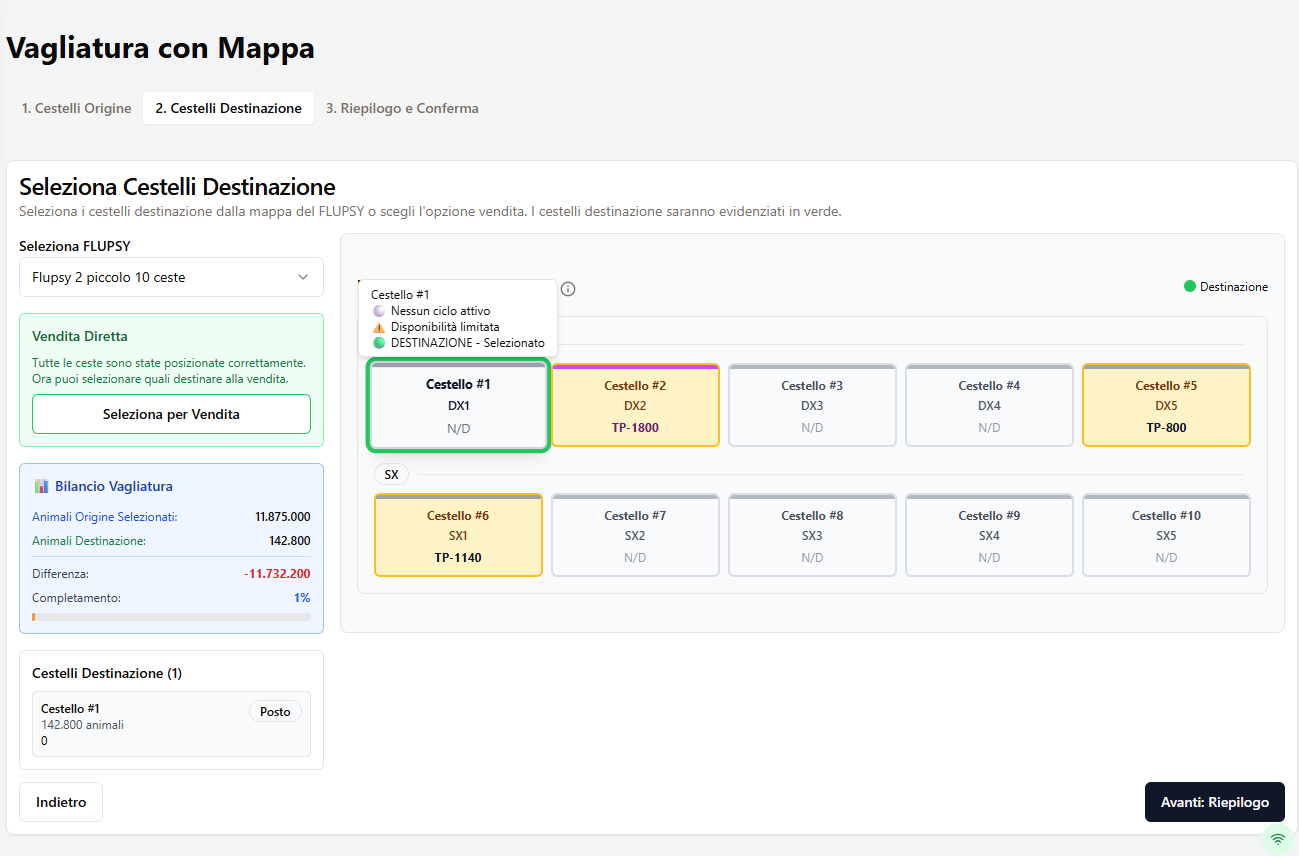 Vagliatura con Mappa
1. Cestelli Origine
2. Cestelli Destinazione
3. Riepilogo e Conferma
Seleziona Cestelli Destinazione
Seleziona i cestelli destinazione dalla mappa del FLUPSY o scegli l'opzione vendita. I cestelli destinazione saranno evidenziati in verde.
Seleziona FLUPSY
Flupsy 2 piccolo 10 ceste
Vendita Diretta
Tutte le ceste sono state posizionate correttamente.
Ora puoi selezionare quali destinare alla vendita.
Seleziona per Vendita
Bilancio Vagliatura
Animali Origine Selezionati: 11.875.000
Animali Destinazione: 142.800
Differenza: -11.732.200
Completamento: 1%
Cestelli Destinazione (1)
Cestello #1
Posto
142.800 animali
0
Indietro
Destinazione
Cestello #1
Nessun ciclo attivo
Disponibilità limitata
DESTINAZIONE - Selezionato
Cestello #1
DX1
N/D
Cestello #2
DX2
TP-1800
Cestello #3
DX3
N/D
Cestello #4
DX4
N/D
Cestello #5
DX5
TP-800
SX
Cestello #6
SX1
TP-1140
Cestello #7
SX2
N/D
Cestello #8
SX3
N/D
Cestello #9
SX4
N/D
Cestello #10
SX5
N/D
Avanti: Riepilogo